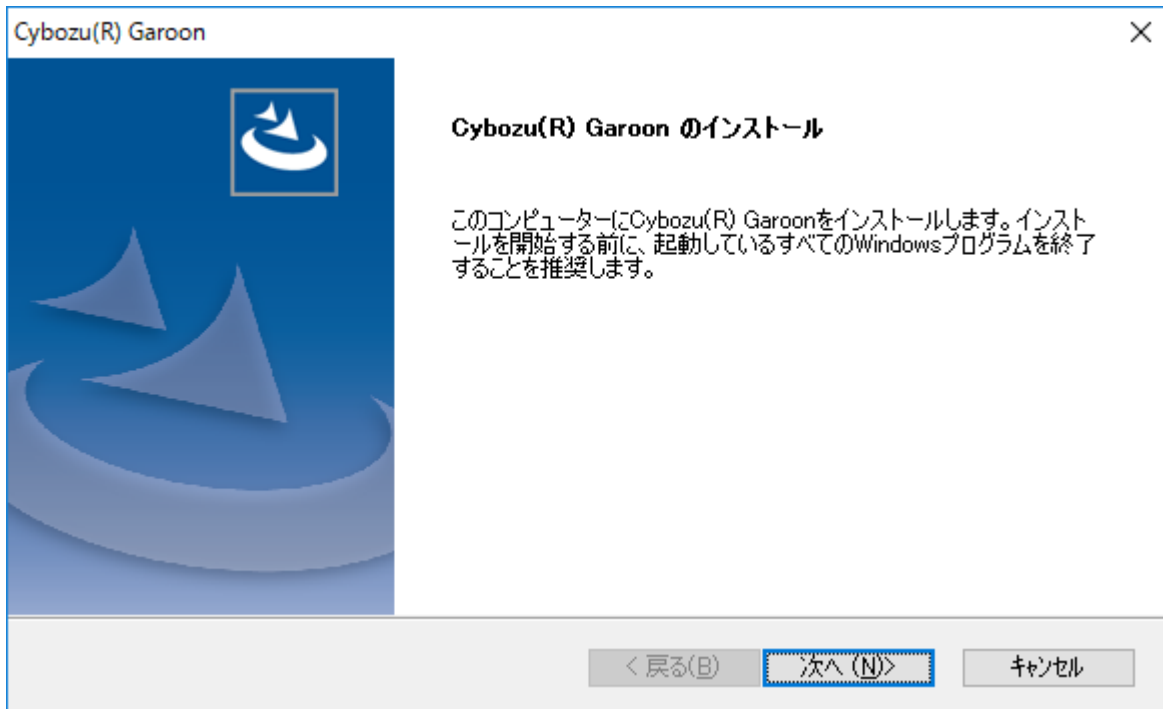 Cybozu(R) Garoon
Cybozu(R) Garoon のインストール
このコンピューターにCybozu(R) Garoonをインストールします。インスト
ールを開始する前に、起動しているすべてのWindowsプログラムを終了
することを推奨します。
< 戻る(B)
次へ (N)>
キャンセル